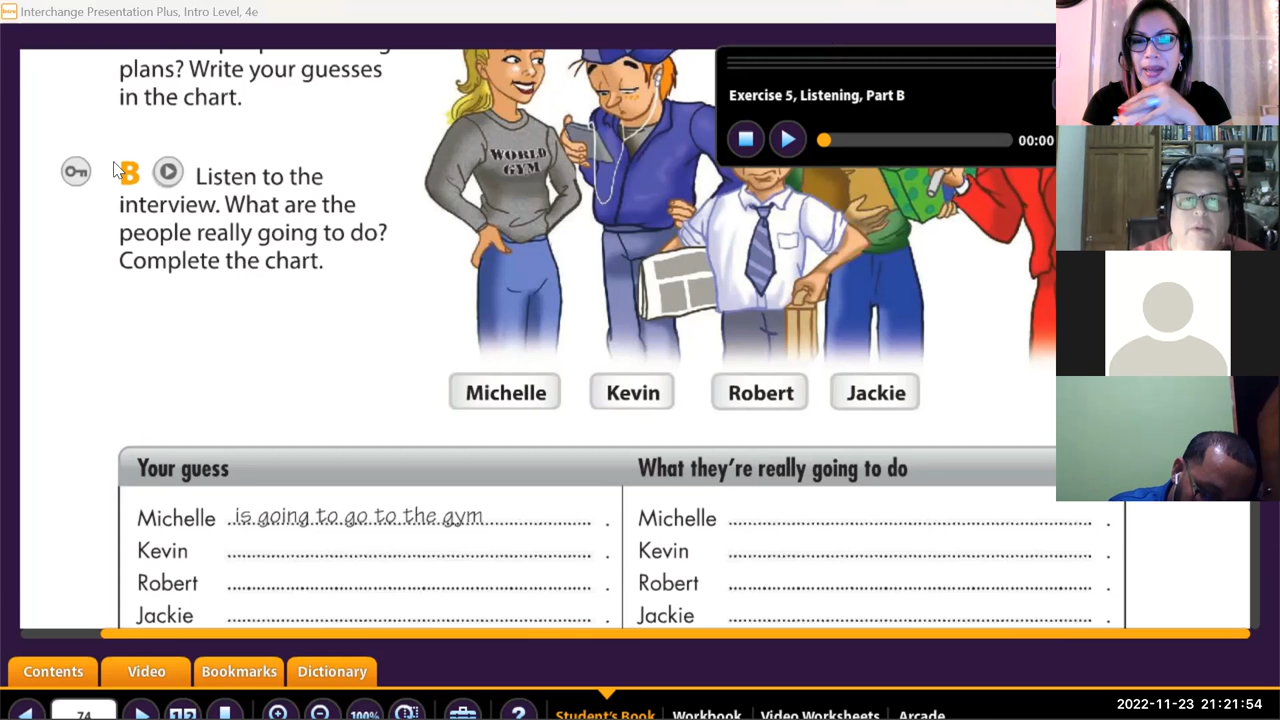 Interchange Presentation Plus, Intro Level, 4e
plans? Write your guesses
in the chart.
Exercise 5, Listening, Part B
00:00
B Listen to the
interview. What are the
people really going to do?
Complete the chart.
WORLD
GYM
Michelle Kevin Robert Jackie
Your guess What they're really going to do
Michelle is going to go to the gym . Michelle .
Kevin . Kevin .
Robert . Robert .
Jackie . Jackie .
Contents Video Bookmarks Dictionary
74 100% ? Student's Book Workbook Video Worksheets Arcade
2022-11-23 21:21:54